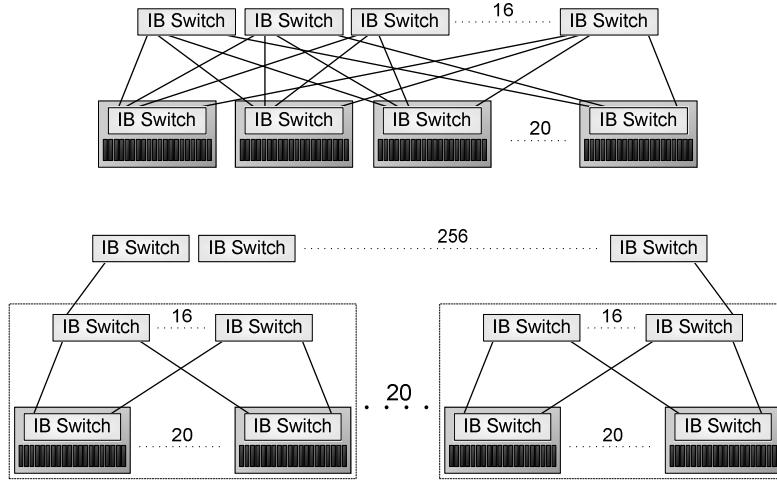 IB Switch IB Switch IB Switch 16 IB Switch
IB Switch IB Switch IB Switch 20 IB Switch
IB Switch IB Switch 256 IB Switch
IB Switch 16 IB Switch IB Switch 16 IB Switch
20
IB Switch 20 IB Switch IB Switch 20 IB Switch